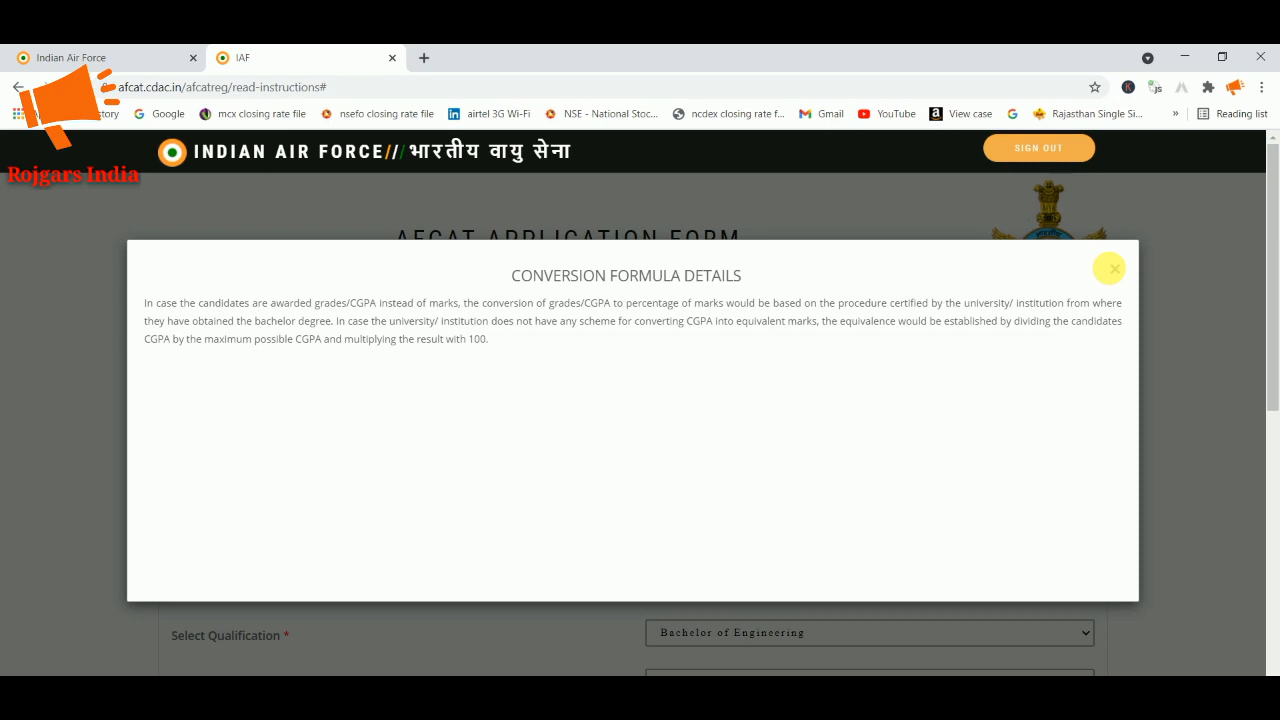 Indian Air Force
IAF
afcat.cdac.in/afcatreg/read-instructions#
story
Google
mcx closing rate file
nsefo closing rate file
airtel 3G Wi-Fi
NSE - National Stoc...
ncdex closing rate f...
Gmail
YouTube
View case
Rajasthan Single Si...
»
Reading list
Rojgars India
INDIAN AIR FORCE///भारतीय वायु सेना
SIGN OUT
AFCAT APPLICATION FORM
CONVERSION FORMULA DETAILS
In case the candidates are awarded grades/CGPA instead of marks, the conversion of grades/CGPA to percentage of marks would be based on the procedure certified by the university/ institution from where
they have obtained the bachelor degree. In case the university/ institution does not have any scheme for converting CGPA into equivalent marks, the equivalence would be established by dividing the candidates
CGPA by the maximum possible CGPA and multiplying the result with 100.
Select Qualification *
Bachelor of Engineering